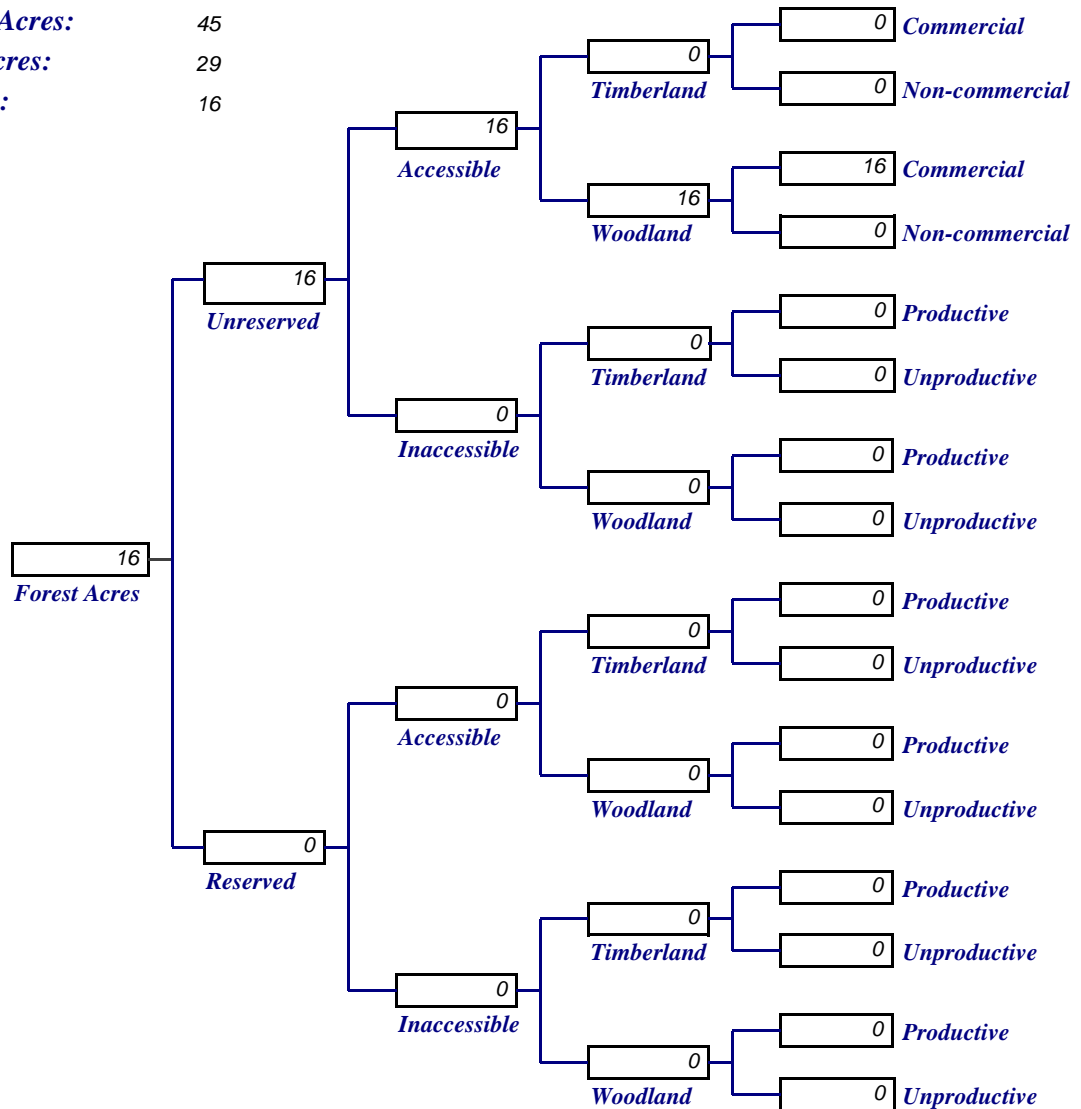 Acres: 45
cres: 29
: 16
0 Commercial
0
Timberland
0 Non-commercial
16
Accessible
16 Commercial
16
Woodland
0 Non-commercial
16
Unreserved
0 Productive
0
Timberland
0 Unproductive
0
Inaccessible
0 Productive
0
Woodland
0 Unproductive
16
Forest Acres
0 Productive
0
Timberland
0 Unproductive
0
Accessible
0 Productive
0
Woodland
0 Unproductive
0
Reserved
0 Productive
0
Timberland
0 Unproductive
0
Inaccessible
0 Productive
0
Woodland
0 Unproductive